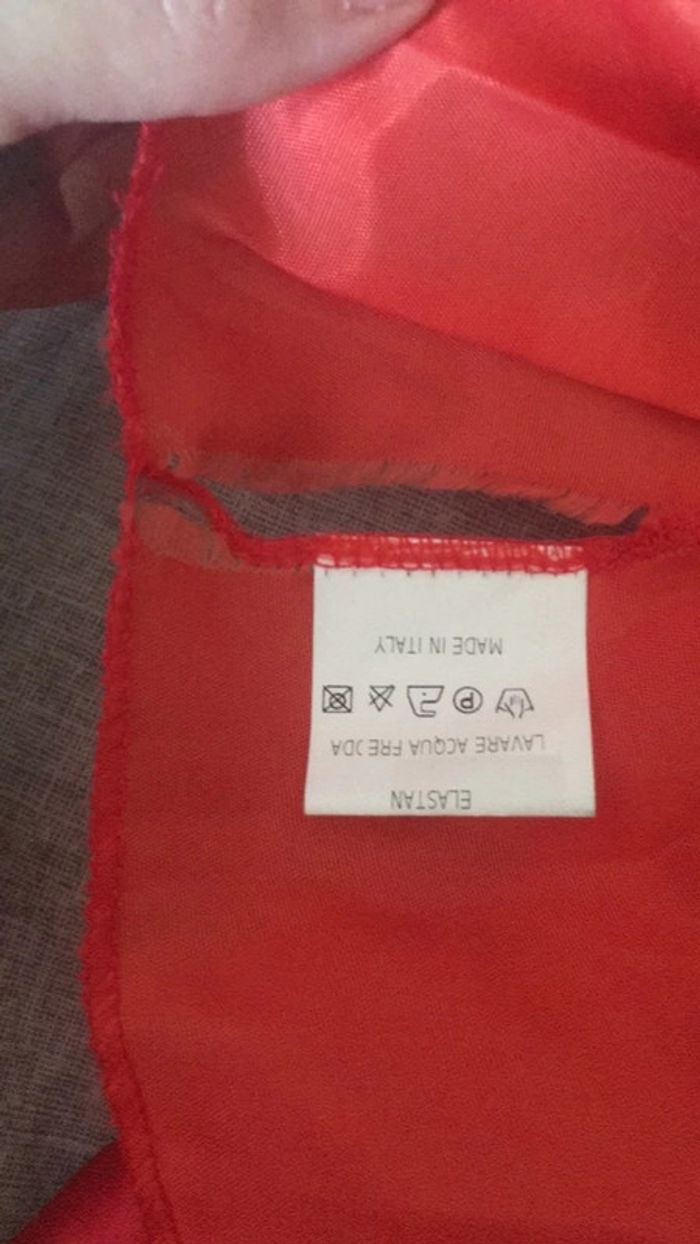 ELASTAN
LAVARE ACQUA FREDDA
P
MADE IN ITALY